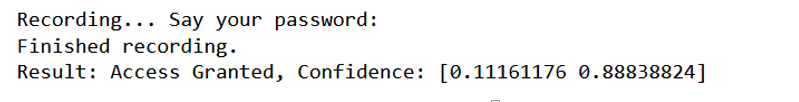 Recording... Say your password:
Finished recording.
Result: Access Granted, Confidence: [0.11161176 0.88838824]